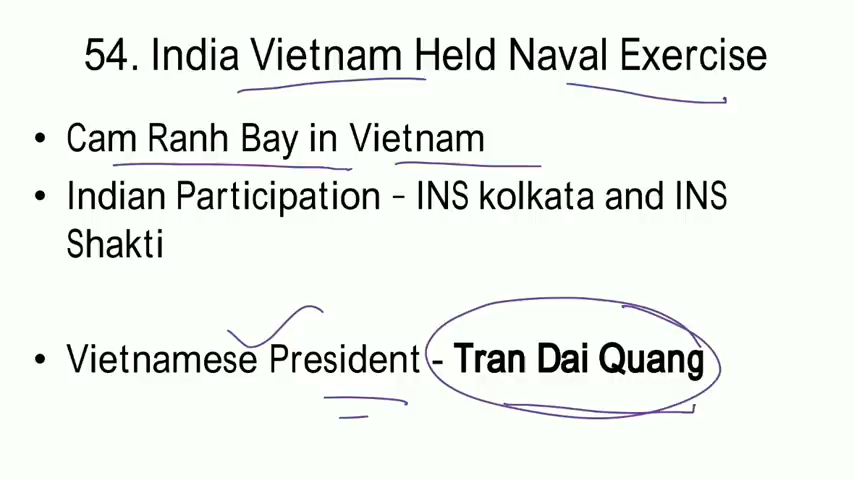 54. India Vietnam Held Naval Exercise
• Cam Ranh Bay in Vietnam
• Indian Participation - INS kolkata and INS
Shakti
• Vietnamese President - Tran Dai Quang